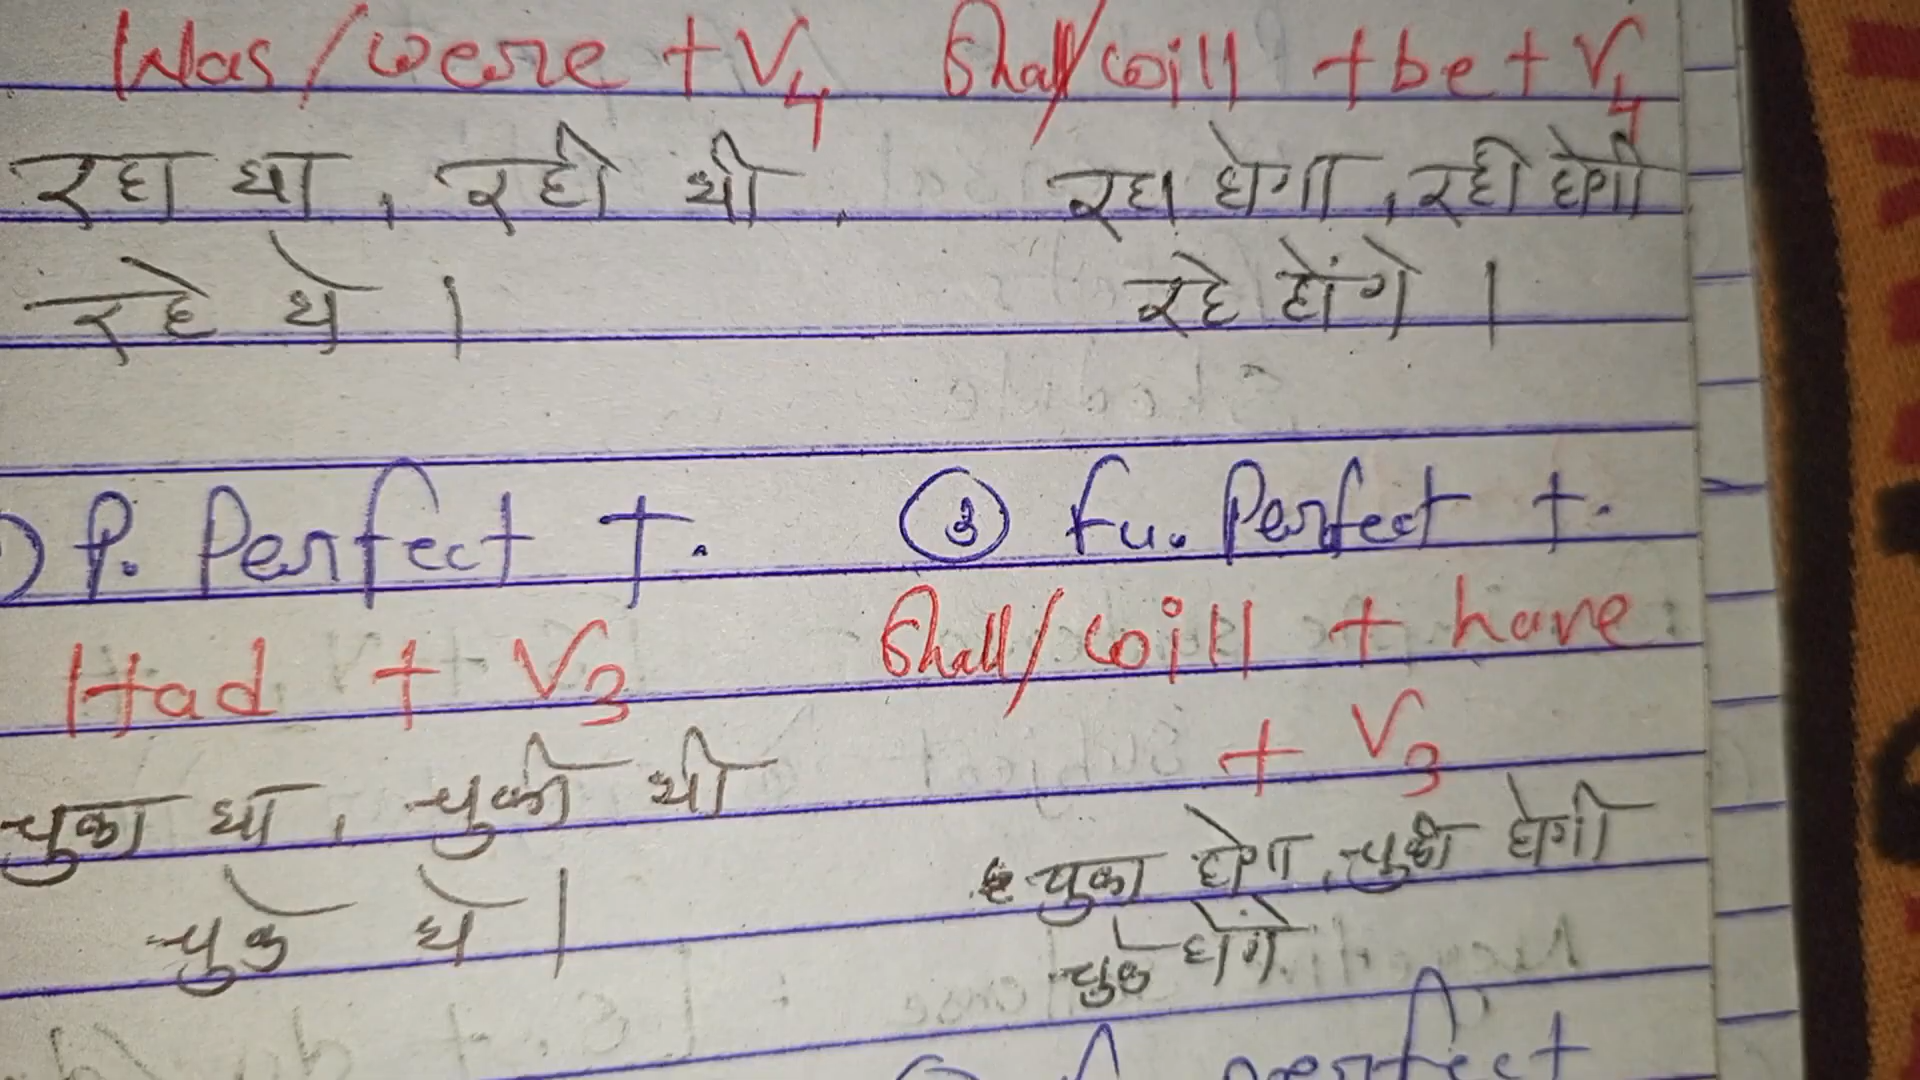 Was/were + V4 Shall/will + be + V4
रहा था, रही थी, रहा होगा, रही होगी
रहे थे । रहे होंगे ।
) P. Perfect T. ③ Fu. Perfect t.
Had + V3 Shall/will + have
+ V3
चुका था, चुकी थी
चुका होगा, चुकी होगी
चुके थे । चुके होंगे
perfect